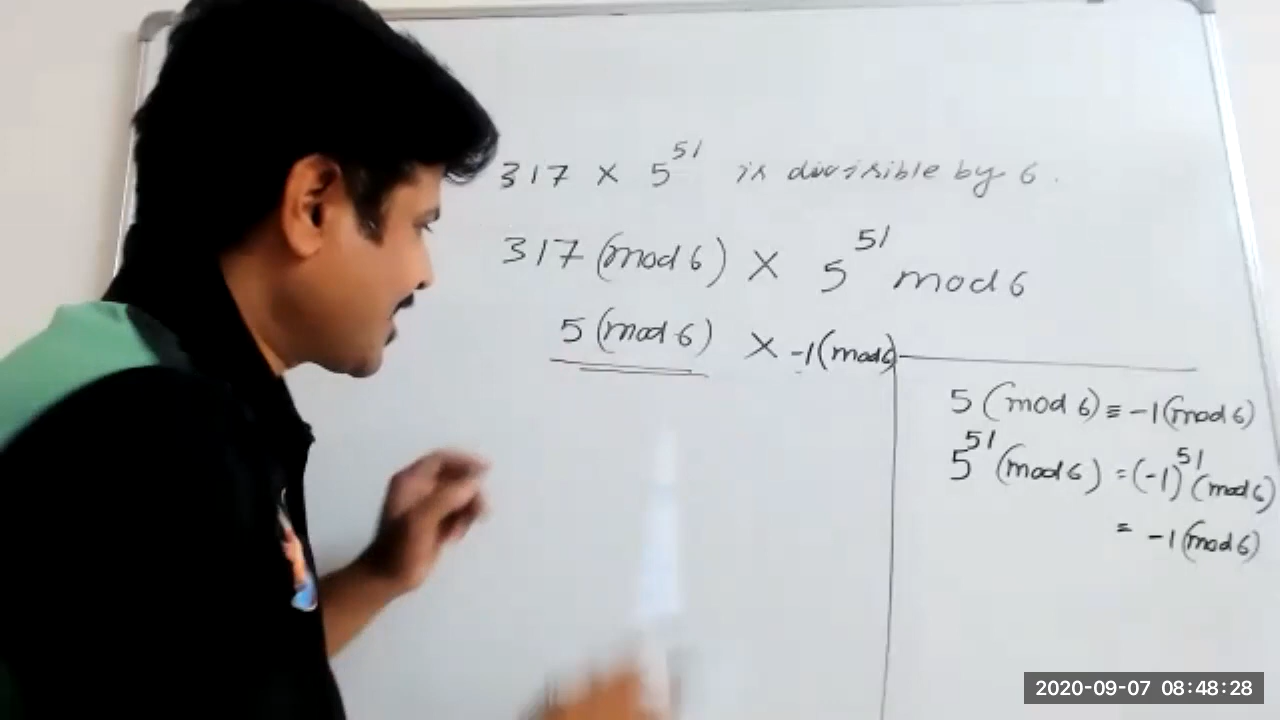 317 × 5^51 is divisible by 6.
317 (mod 6) × 5^51 mod 6
5 (mod 6) × -1 (mod 6)
5 (mod 6) ≡ -1 (mod 6)
5^51 (mod 6) = (-1)^51 (mod 6)
= -1 (mod 6)
2020-09-07 08:48:28